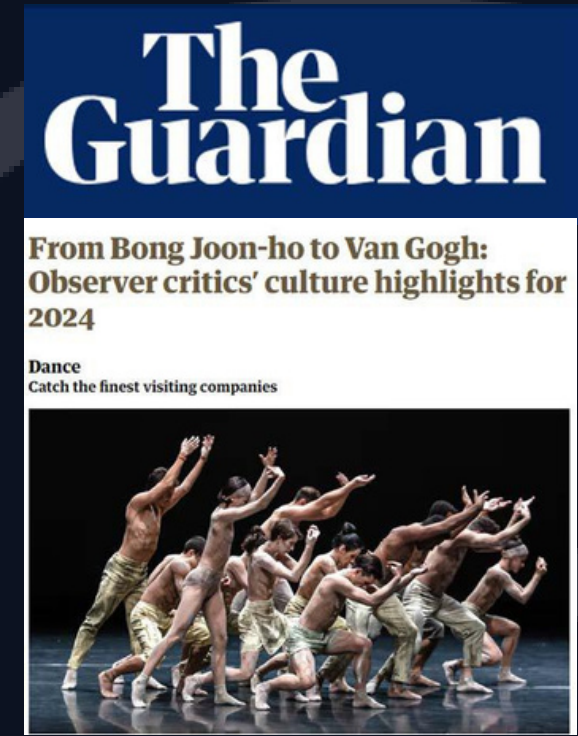 The
Guardian
From Bong Joon-ho to Van Gogh:
Observer critics’ culture highlights for
2024
Dance
Catch the finest visiting companies